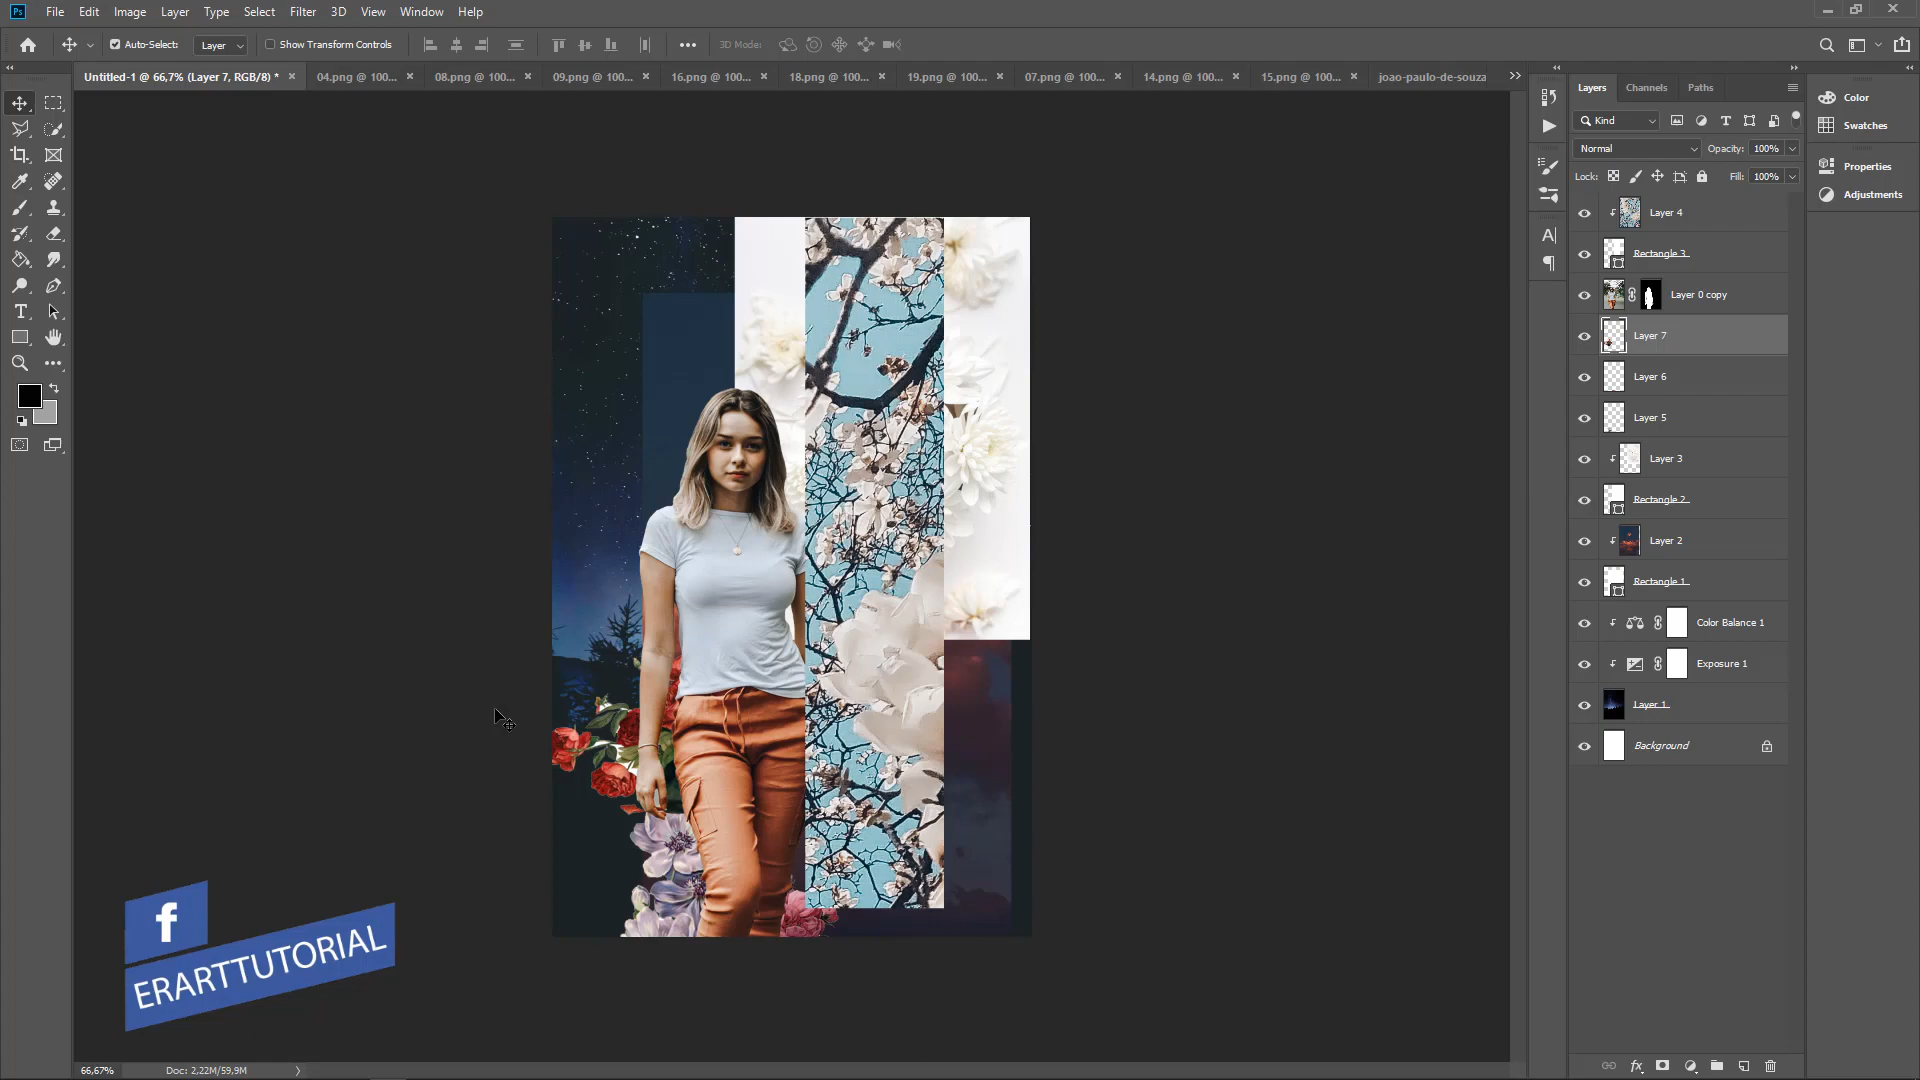 Ps File Edit Image Layer Type Select Filter 3D View Window Help
Auto-Select: Layer Show Transform Controls 3D Mode:
Untitled-1 @ 66,7% (Layer 7, RGB/8) * 04.png @ 100... 08.png @ 100... 09.png @ 100... 16.png @ 100... 18.png @ 100... 19.png @ 100... 07.png @ 100... 14.png @ 100... 15.png @ 100... joao-paulo-de-souza
Layers Channels Paths
Color
Kind
Swatches
Normal Opacity: 100%
Properties
Lock: Fill: 100%
Adjustments
Layer 4
Rectangle 3
Layer 0 copy
Layer 7
Layer 6
Layer 5
Layer 3
Rectangle 2
Layer 2
Rectangle 1
Color Balance 1
Exposure 1
Layer 1
Background
f
ERARTTUTORIAL
66,67% Doc: 2,22M/59,9M